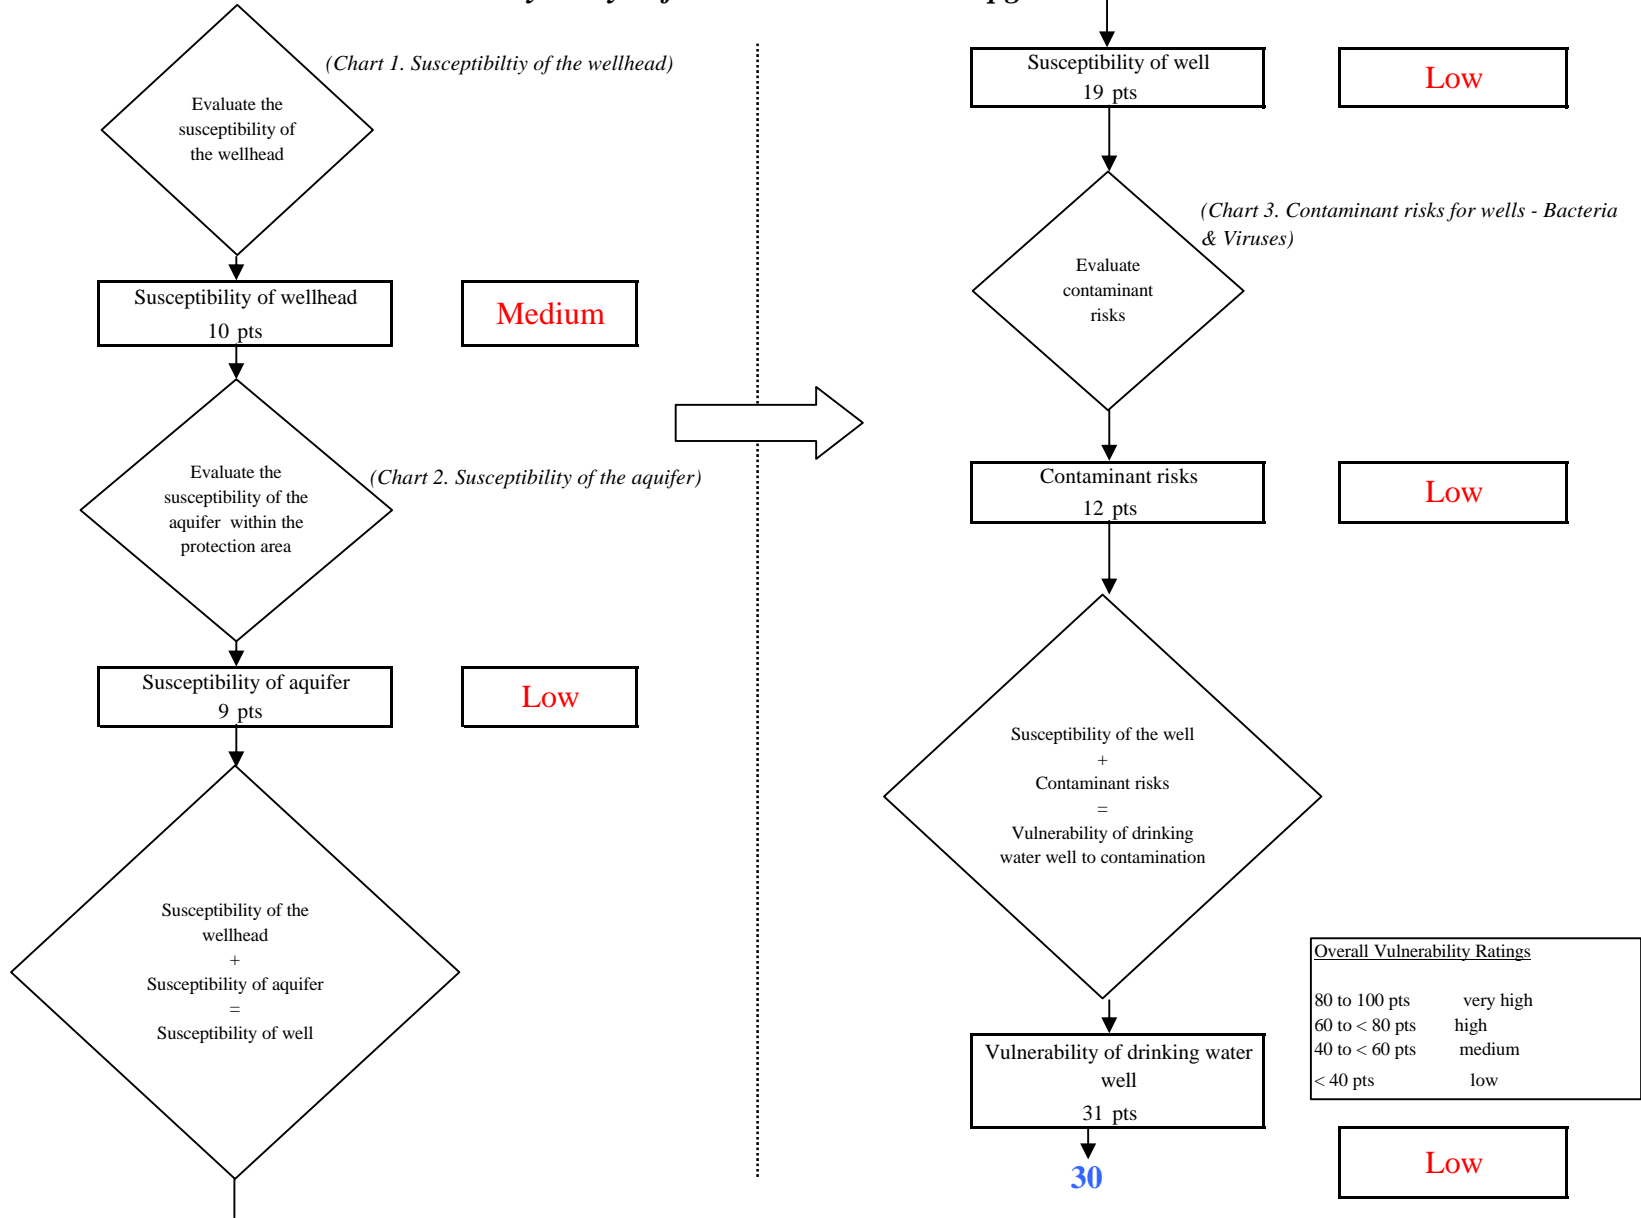 (Chart 1. Susceptibiltiy of the wellhead)
Evaluate the
susceptibility of
the wellhead
Susceptibility of wellhead
10 pts
Medium
(Chart 2. Susceptibility of the aquifer)
Evaluate the
susceptibility of the
aquifer within the
protection area
Susceptibility of aquifer
9 pts
Low
Susceptibility of the
wellhead
+
Susceptibility of aquifer
=
Susceptibility of well
Susceptibility of well
19 pts
Low
(Chart 3. Contaminant risks for wells - Bacteria
& Viruses)
Evaluate
contaminant
risks
Contaminant risks
12 pts
Low
Susceptibility of the well
+
Contaminant risks
=
Vulnerability of drinking
water well to contamination
Overall Vulnerability Ratings
80 to 100 pts very high
60 to < 80 pts high
40 to < 60 pts medium
< 40 pts low
Vulnerability of drinking water
well
31 pts
30
Low